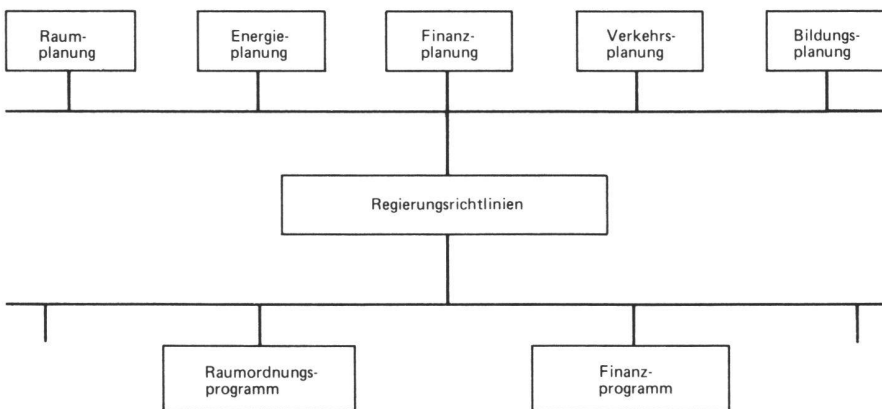 Raum-
planung
Energie-
planung
Finanz-
planung
Verkehrs-
planung
Bildungs-
planung
Regierungsrichtlinien
Raumordnungs-
programm
Finanz-
programm